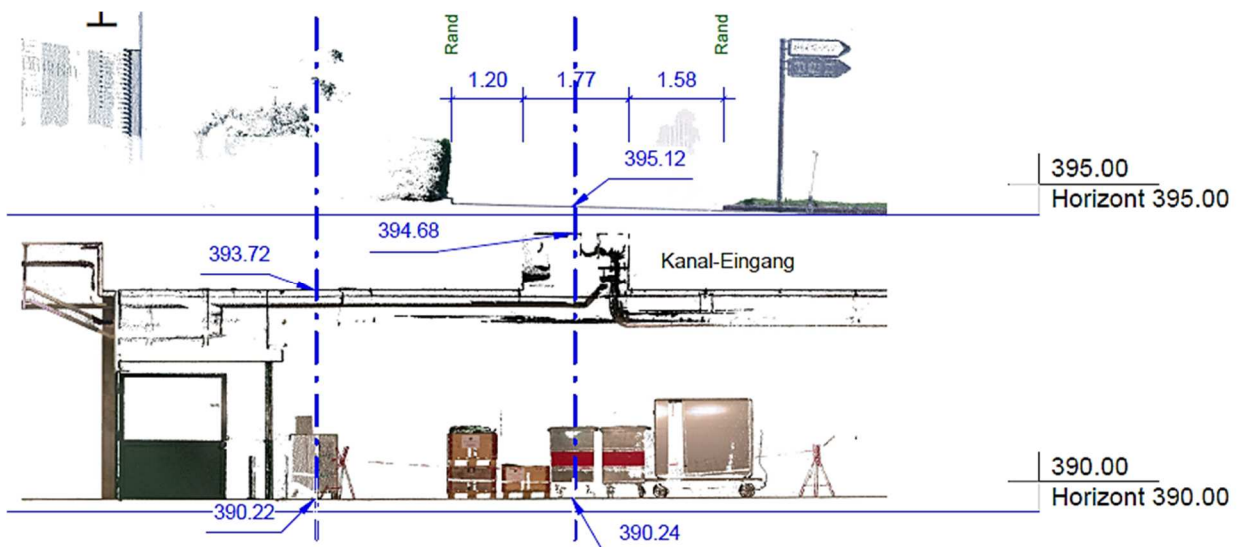 Rand
Rand
1.20
1.77
1.58
395.12
395.00
Horizont 395.00
394.68
393.72
Kanal-Eingang
390.00
Horizont 390.00
390.22
390.24